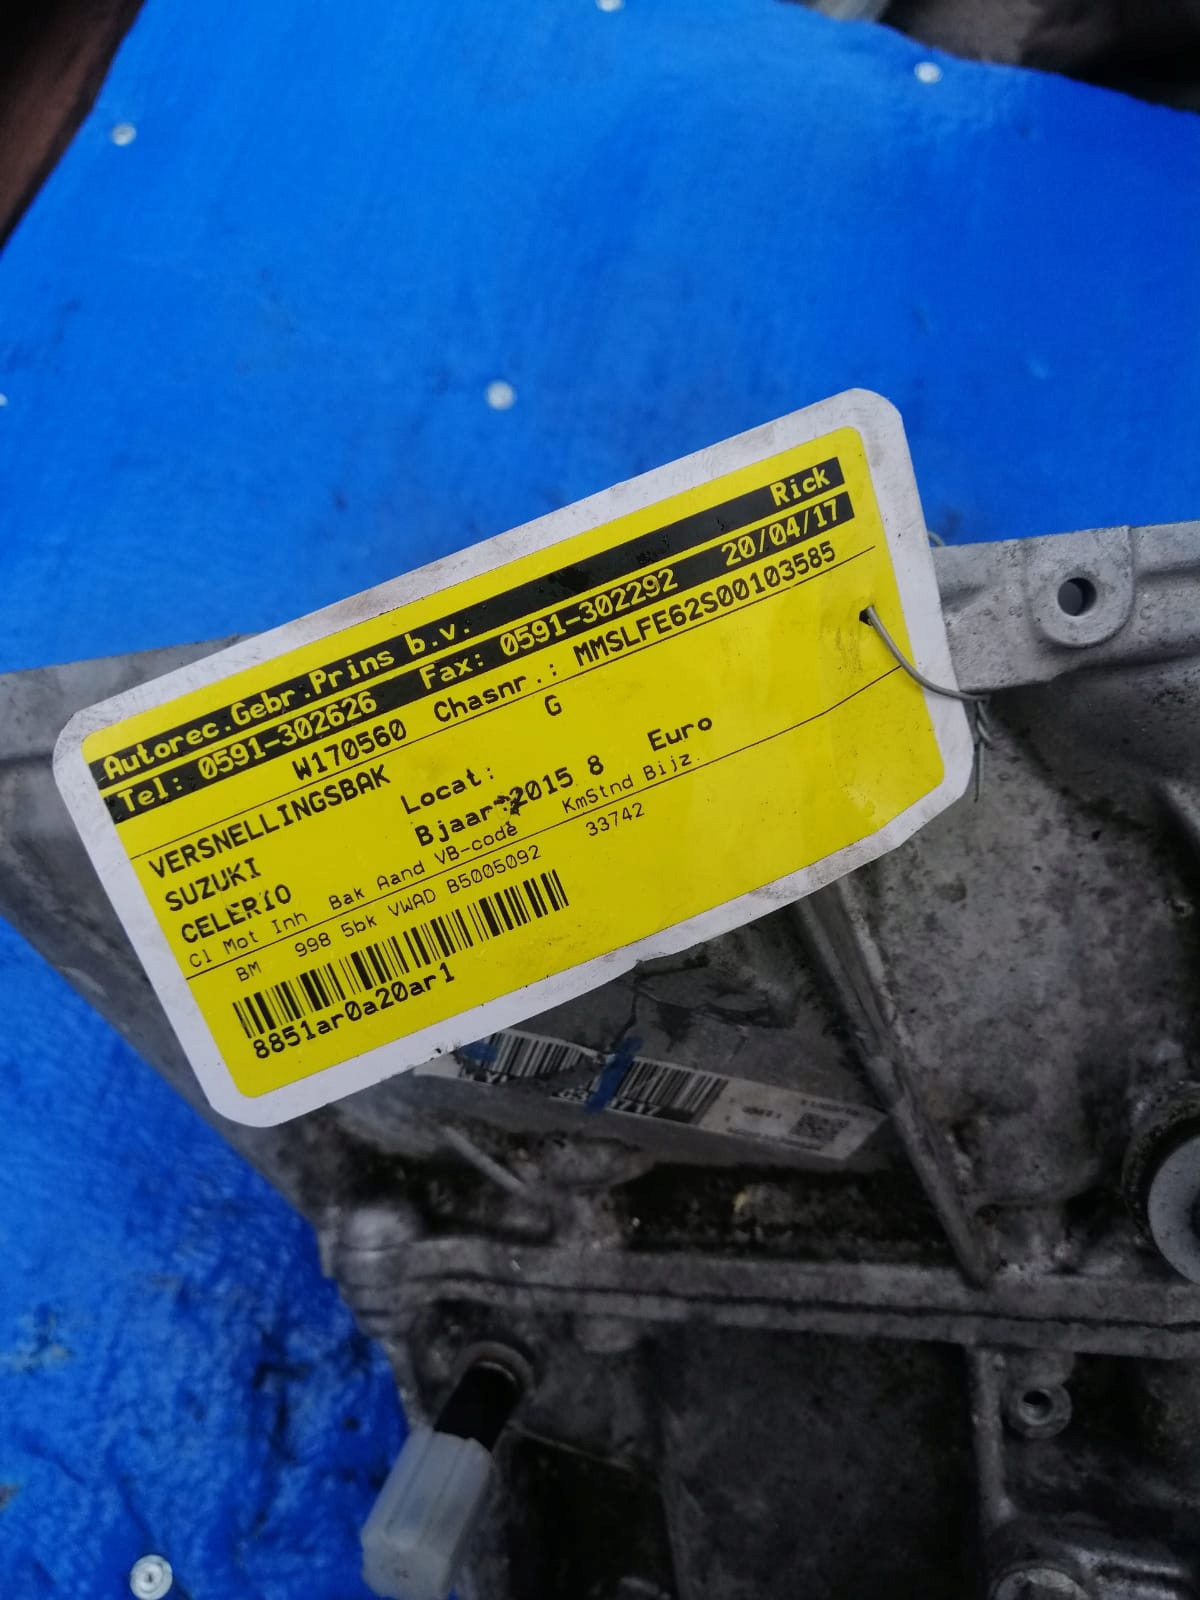 Autorec.Gebr.Prins b.v. Rick
Tel: 0591-302626 Fax: 0591-302292 20/04/17
W170560 Chasnr.: MMSLFE62S00103585
VERSNELLINGSBAK G
SUZUKI Locat:
CELERIO Bjaar:2015 8 Euro
Cl Mot Inh Bak Aand VB-code KmStnd Bijz.
BM 998 5bk VWAD B5005092 33742
8851ar0a20ar1